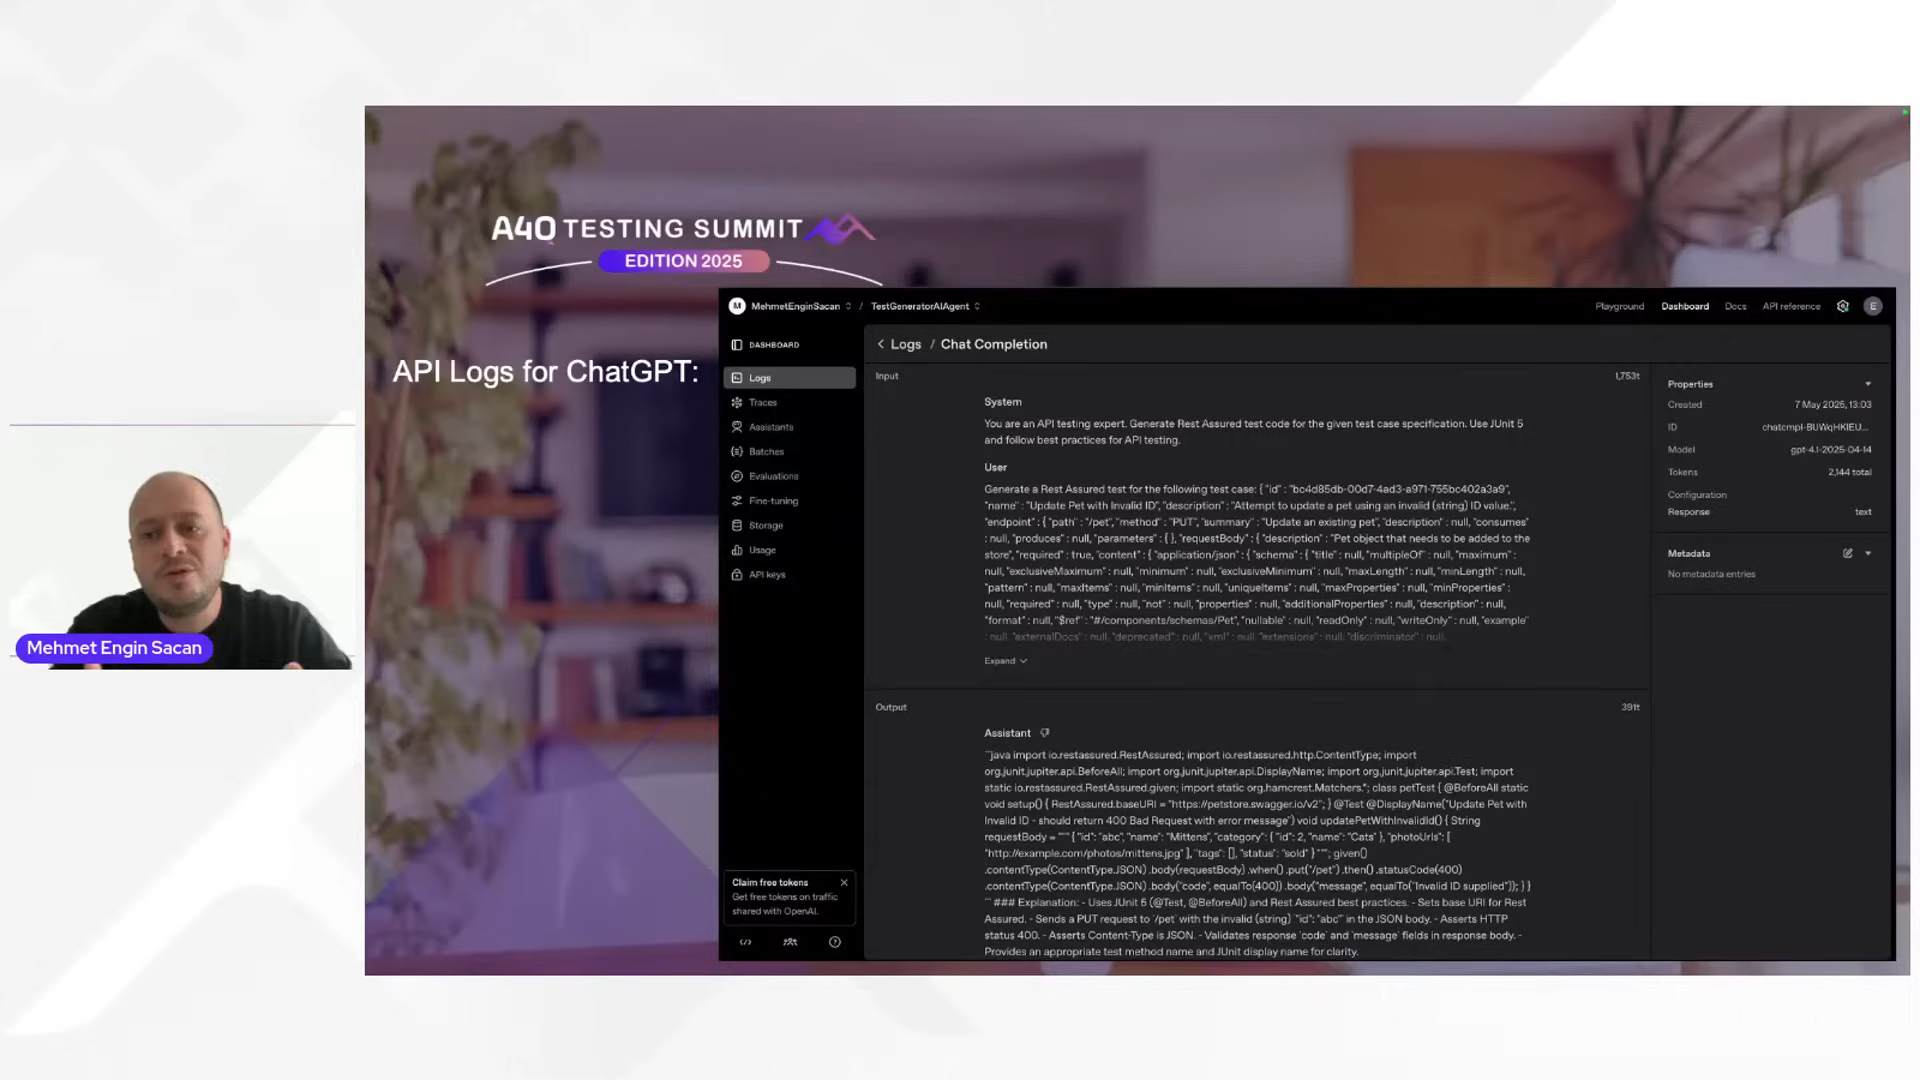 A4Q TESTING SUMMIT
EDITION 2025
API Logs for ChatGPT:
Mehmet Engin Sacan
M MehmetEnginSacan / TestGeneratorAIAgent
Playground Dashboard Docs API reference E
DASHBOARD
Logs
Traces
Assistants
Batches
Evaluations
Fine-tuning
Storage
Usage
API keys
Claim free tokens
Get free tokens on traffic
shared with OpenAI.
Logs / Chat Completion
Input 1,753t
System
You are an API testing expert. Generate Rest Assured test code for the given test case specification. Use JUnit 5
and follow best practices for API testing.
User
Generate a Rest Assured test for the following test case: { "id" : "bc4d85db-00d7-4ad3-a971-755bc402a3a9",
"name" : "Update Pet with Invalid ID", "description" : "Attempt to update a pet using an invalid (string) ID value.",
"endpoint" : { "path" : "/pet", "method" : "PUT", "summary" : "Update an existing pet", "description" : null, "consumes"
: null, "produces" : null, "parameters" : [ ], "requestBody" : { "description" : "Pet object that needs to be added to the
store", "required" : true, "content" : { "application/json" : { "schema" : { "title" : null, "multipleOf" : null, "maximum" :
null, "exclusiveMaximum" : null, "minimum" : null, "exclusiveMinimum" : null, "maxLength" : null, "minLength" : null,
"pattern" : null, "maxItems" : null, "minItems" : null, "uniqueItems" : null, "maxProperties" : null, "minProperties" :
null, "required" : null, "type" : null, "not" : null, "properties" : null, "additionalProperties" : null, "description" : null,
"format" : null, "$ref" : "#/components/schemas/Pet", "nullable" : null, "readOnly" : null, "writeOnly" : null, "example"
: null, "externalDocs" : null, "deprecated" : null, "xml" : null, "extensions" : null, "discriminator" : null,
Expand
Output 391t
Assistant
```java import io.restassured.RestAssured; import io.restassured.http.ContentType; import
org.junit.jupiter.api.BeforeAll; import org.junit.jupiter.api.DisplayName; import org.junit.jupiter.api.Test; import
static io.restassured.RestAssured.given; import static org.hamcrest.Matchers.*; class petTest { @BeforeAll static
void setup() { RestAssured.baseURI = "https://petstore.swagger.io/v2"; } @Test @DisplayName("Update Pet with
Invalid ID - should return 400 Bad Request with error message") void updatePetWithInvalidId() { String
requestBody = """ { "id": "abc", "name": "Mittens", "category": { "id": 2, "name": "Cats" }, "photoUrls": [
"http://example.com/photos/mittens.jpg" ], "tags": [], "status": "sold" } """; given()
.contentType(ContentType.JSON) .body(requestBody) .when() .put("/pet") .then() .statusCode(400)
.contentType(ContentType.JSON) .body("code", equalTo(400)) .body("message", equalTo("Invalid ID supplied")); } }
``` ### Explanation: - Uses JUnit 5 (@Test, @BeforeAll) and Rest Assured best practices. - Sets base URI for Rest
Assured. - Sends a PUT request to `/pet` with the invalid (string) `"id": "abc"` in the JSON body. - Asserts HTTP
status 400. - Asserts Content-Type is JSON. - Validates response `code` and `message` fields in response body. -
Provides an appropriate test method name and JUnit display name for clarity.
Properties
Created 7 May 2025, 13:03
ID chatcmpl-BUWqHKIEU...
Model gpt-4.1-2025-04-14
Tokens 2,144 total
Configuration
Response text
Metadata
No metadata entries